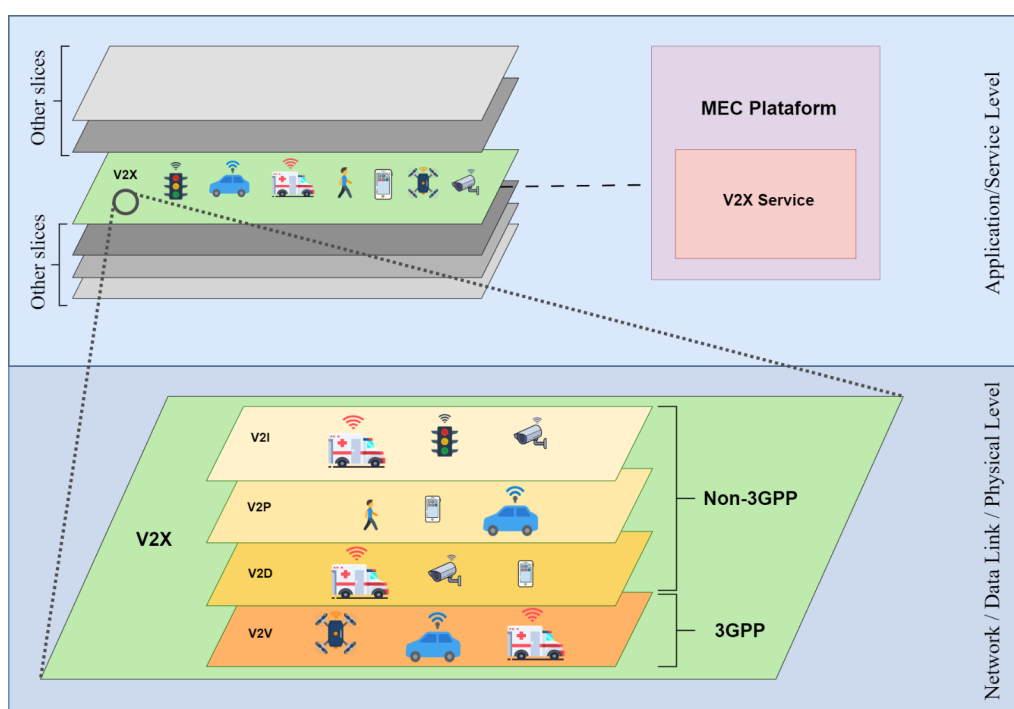 Other slices
V2X
Other slices
MEC Plataform
V2X Service
Application/Service Level
V2X
V2I
V2P
V2D
V2V
Non-3GPP
3GPP
Network / Data Link / Physical Level